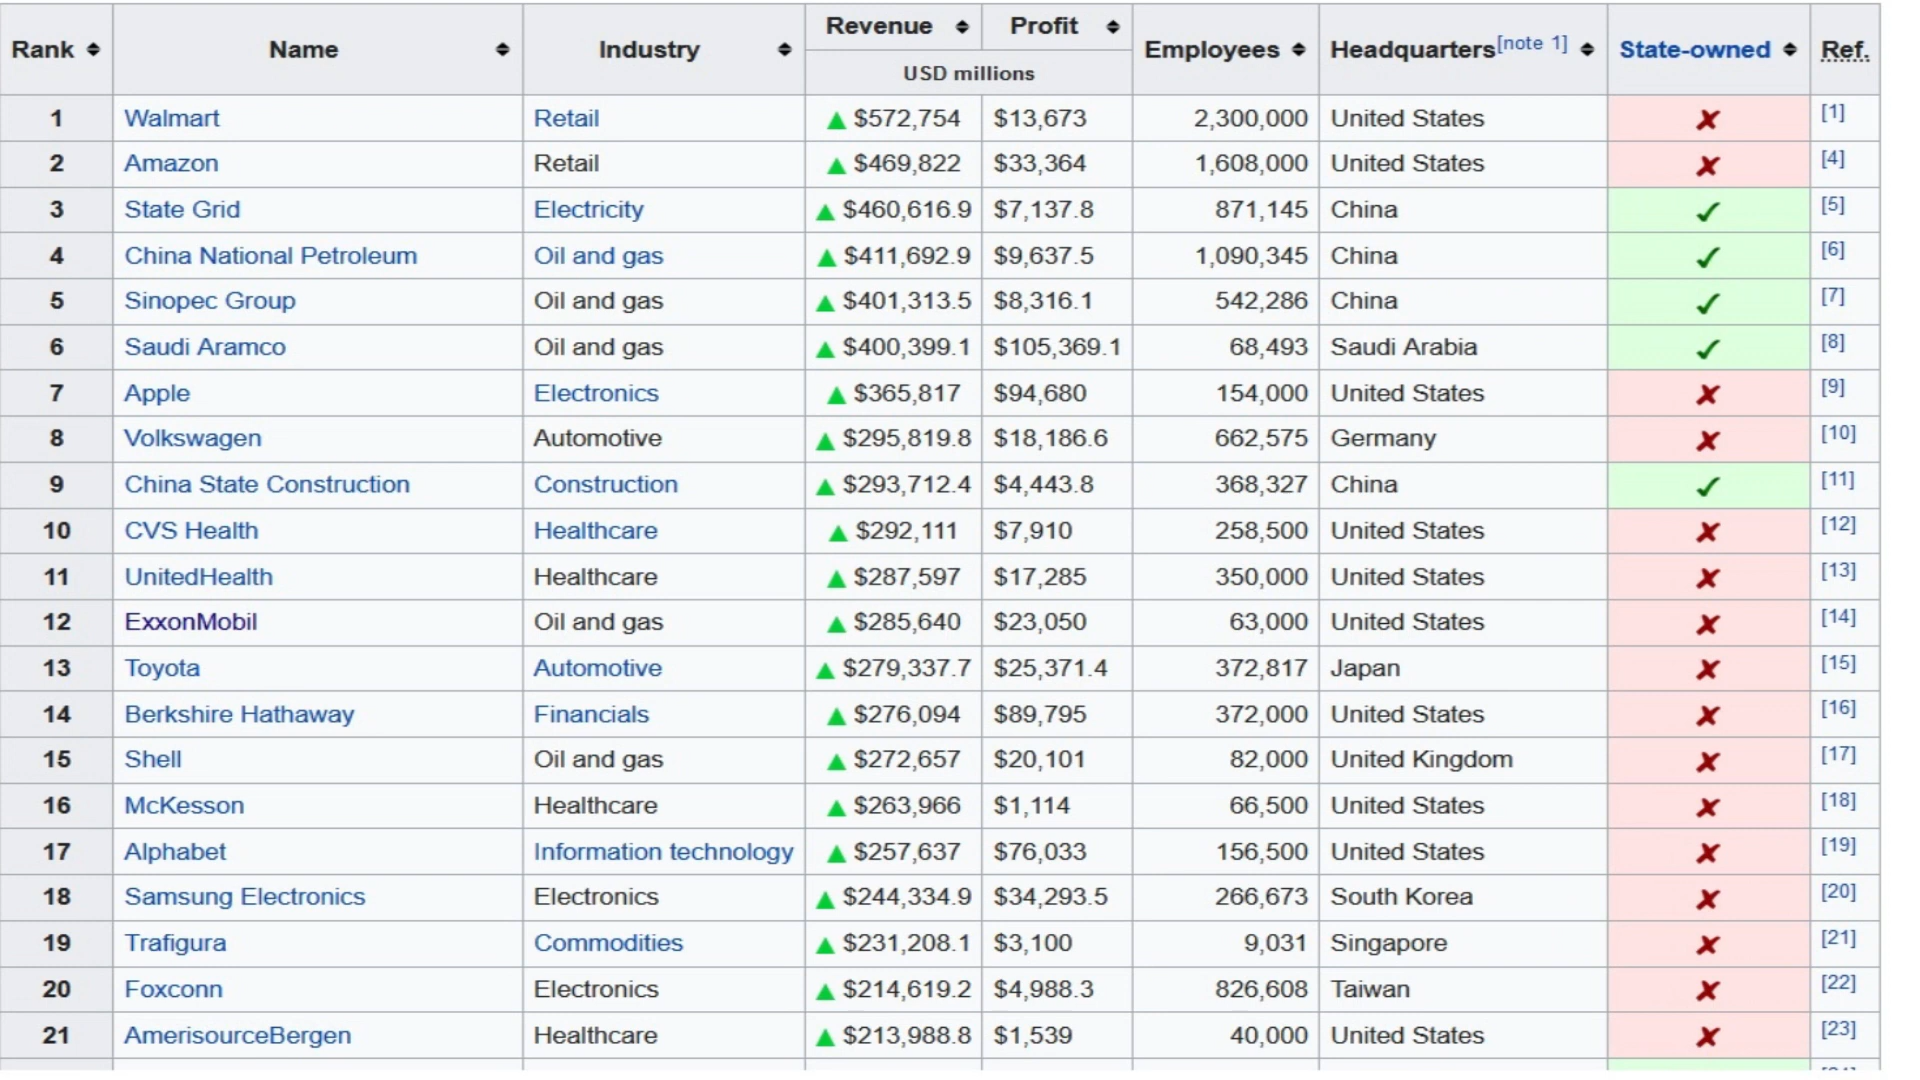 Rank Name Industry Revenue Profit Employees Headquarters[note 1] State-owned Ref.
USD millions
1 Walmart Retail ▲ $572,754 $13,673 2,300,000 United States ✘ [1]
2 Amazon Retail ▲ $469,822 $33,364 1,608,000 United States ✘ [4]
3 State Grid Electricity ▲ $460,616.9 $7,137.8 871,145 China ✓ [5]
4 China National Petroleum Oil and gas ▲ $411,692.9 $9,637.5 1,090,345 China ✓ [6]
5 Sinopec Group Oil and gas ▲ $401,313.5 $8,316.1 542,286 China ✓ [7]
6 Saudi Aramco Oil and gas ▲ $400,399.1 $105,369.1 68,493 Saudi Arabia ✓ [8]
7 Apple Electronics ▲ $365,817 $94,680 154,000 United States ✘ [9]
8 Volkswagen Automotive ▲ $295,819.8 $18,186.6 662,575 Germany ✘ [10]
9 China State Construction Construction ▲ $293,712.4 $4,443.8 368,327 China ✓ [11]
10 CVS Health Healthcare ▲ $292,111 $7,910 258,500 United States ✘ [12]
11 UnitedHealth Healthcare ▲ $287,597 $17,285 350,000 United States ✘ [13]
12 ExxonMobil Oil and gas ▲ $285,640 $23,050 63,000 United States ✘ [14]
13 Toyota Automotive ▲ $279,337.7 $25,371.4 372,817 Japan ✘ [15]
14 Berkshire Hathaway Financials ▲ $276,094 $89,795 372,000 United States ✘ [16]
15 Shell Oil and gas ▲ $272,657 $20,101 82,000 United Kingdom ✘ [17]
16 McKesson Healthcare ▲ $263,966 $1,114 66,500 United States ✘ [18]
17 Alphabet Information technology ▲ $257,637 $76,033 156,500 United States ✘ [19]
18 Samsung Electronics Electronics ▲ $244,334.9 $34,293.5 266,673 South Korea ✘ [20]
19 Trafigura Commodities ▲ $231,208.1 $3,100 9,031 Singapore ✘ [21]
20 Foxconn Electronics ▲ $214,619.2 $4,988.3 826,608 Taiwan ✘ [22]
21 AmerisourceBergen Healthcare ▲ $213,988.8 $1,539 40,000 United States ✘ [23]